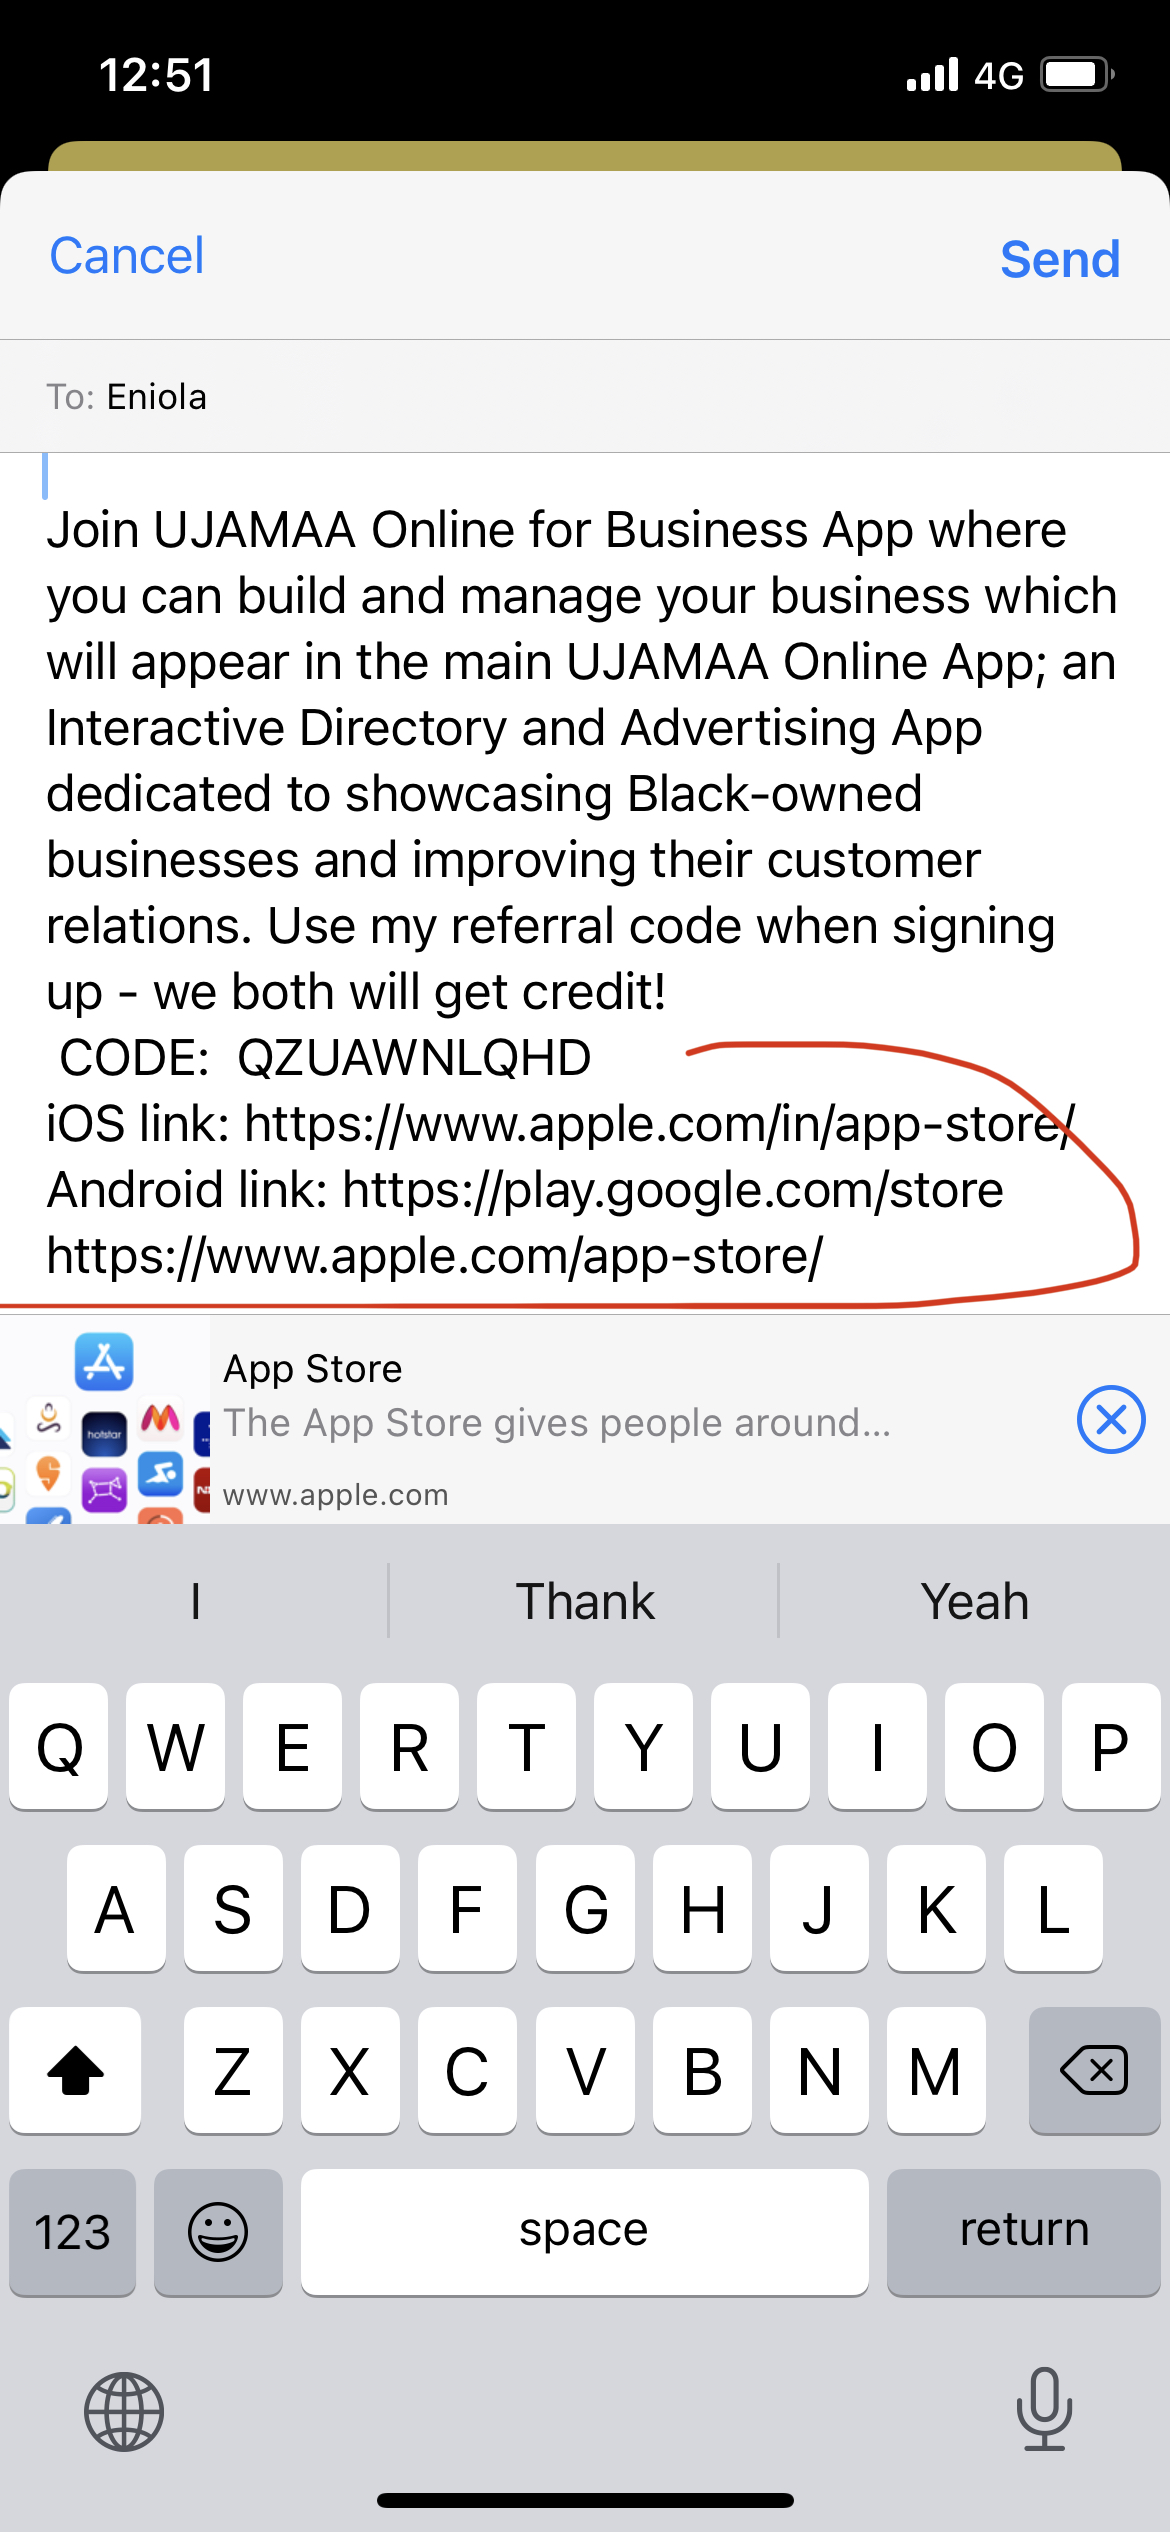 12:51
4G
Cancel
Send
To: Eniola
Join UJAMAA Online for Business App where
you can build and manage your business which
will appear in the main UJAMAA Online App; an
Interactive Directory and Advertising App
dedicated to showcasing Black-owned
businesses and improving their customer
relations. Use my referral code when signing
up - we both will get credit!
CODE: QZUAWNLQHD
iOS link: https://www.apple.com/in/app-store/
Android link: https://play.google.com/store
https://www.apple.com/app-store/
App Store
The App Store gives people around...
www.apple.com
hotstar
I Thank Yeah
Q W E R T Y U I O P
A S D F G H J K L
Z X C V B N M
123 space return